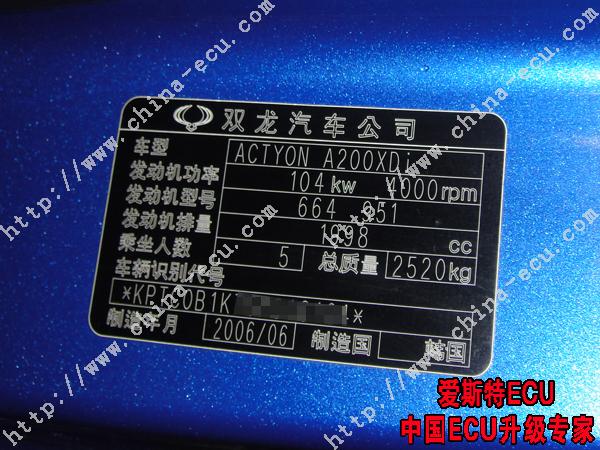 双龙汽车公司
车型 ACTYON A200XDi
发动机功率 104kw 4000rpm
发动机型号 664 951
发动机排量 1998 cc
乘坐人数 5 总质量 2520kg
车辆识别代号
制造年月 2006/06 制造国 韩国
爱斯特ECU
中国ECU升级专家
http://www.china-ecu.com